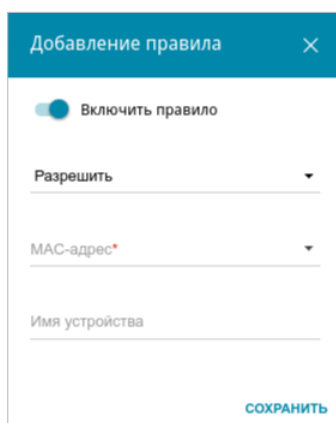 Добавление правила
Включить правило
Разрешить
MAC-адрес*
Имя устройства
СОХРАНИТЬ